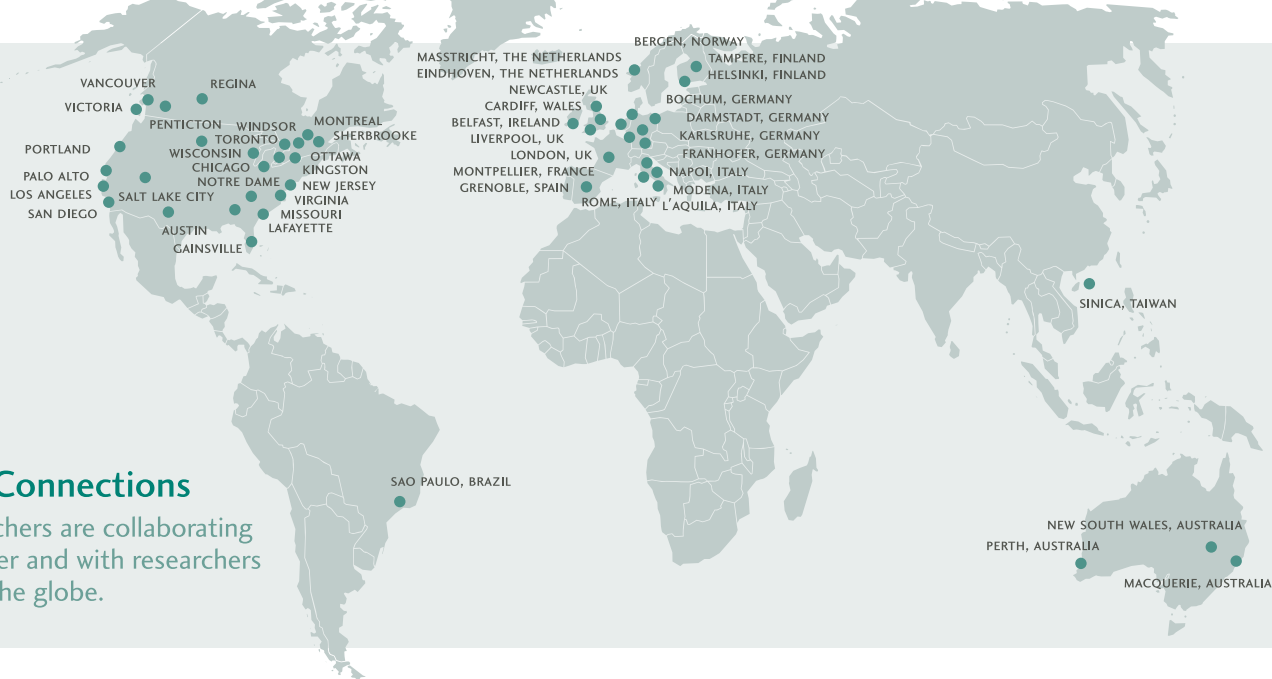 BERGEN, NORWAY
MASSTRICHT, THE NETHERLANDS
TAMPERE, FINLAND
EINDHOVEN, THE NETHERLANDS
HELSINKI, FINLAND
VANCOUVER
REGINA
NEWCASTLE, UK
BOCHUM, GERMANY
VICTORIA
CARDIFF, WALES
DARMSTADT, GERMANY
PENTICTON
WINDSOR
MONTREAL
BELFAST, IRELAND
TORONTO
SHERBROOKE
LIVERPOOL, UK
KARLSRUHE, GERMANY
PORTLAND
WISCONSIN
OTTAWA
LONDON, UK
FRANHOFER, GERMANY
CHICAGO
KINGSTON
MONTPELLIER, FRANCE
NAPOI, ITALY
PALO ALTO
NOTRE DAME
NEW JERSEY
GRENOBLE, SPAIN
MODENA, ITALY
LOS ANGELES
SALT LAKE CITY
VIRGINIA
ROME, ITALY
L'AQUILA, ITALY
SAN DIEGO
MISSOURI
AUSTIN
LAFAYETTE
GAINSVILLE
SINICA, TAIWAN
SAO PAULO, BRAZIL
Connections
chers are collaborating
er and with researchers
he globe.
NEW SOUTH WALES, AUSTRALIA
PERTH, AUSTRALIA
MACQUERIE, AUSTRALIA